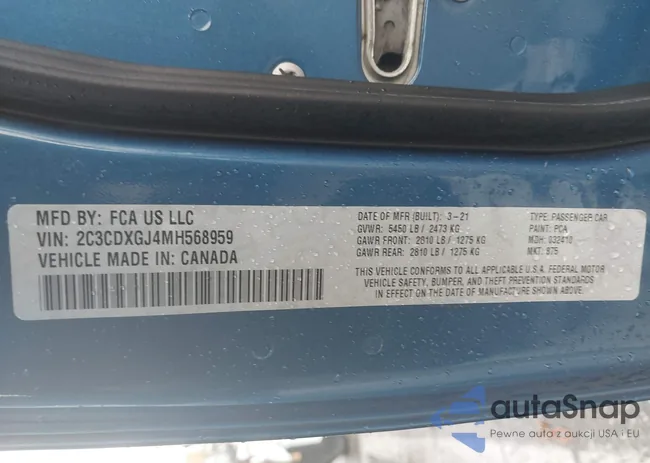 MFD BY: FCA US LLC
VIN: 2C3CDXGJ4MH568959
VEHICLE MADE IN: CANADA
DATE OF MFR (BUILT): 3-21
GVWR: 5450 LB / 2473 KG
GAWR FRONT: 2810 LB / 1275 KG
GAWR REAR: 2810 LB / 1275 KG
TYPE: PASSENGER CAR
PAINT: PCA
MDH: 032410
MKT: 975
THIS VEHICLE CONFORMS TO ALL APPLICABLE U.S.A. FEDERAL MOTOR
VEHICLE SAFETY, BUMPER, AND THEFT PREVENTION STANDARDS
IN EFFECT ON THE DATE OF MANUFACTURE SHOWN ABOVE.
autoSnap
Pewne auta z aukcji USA i EU